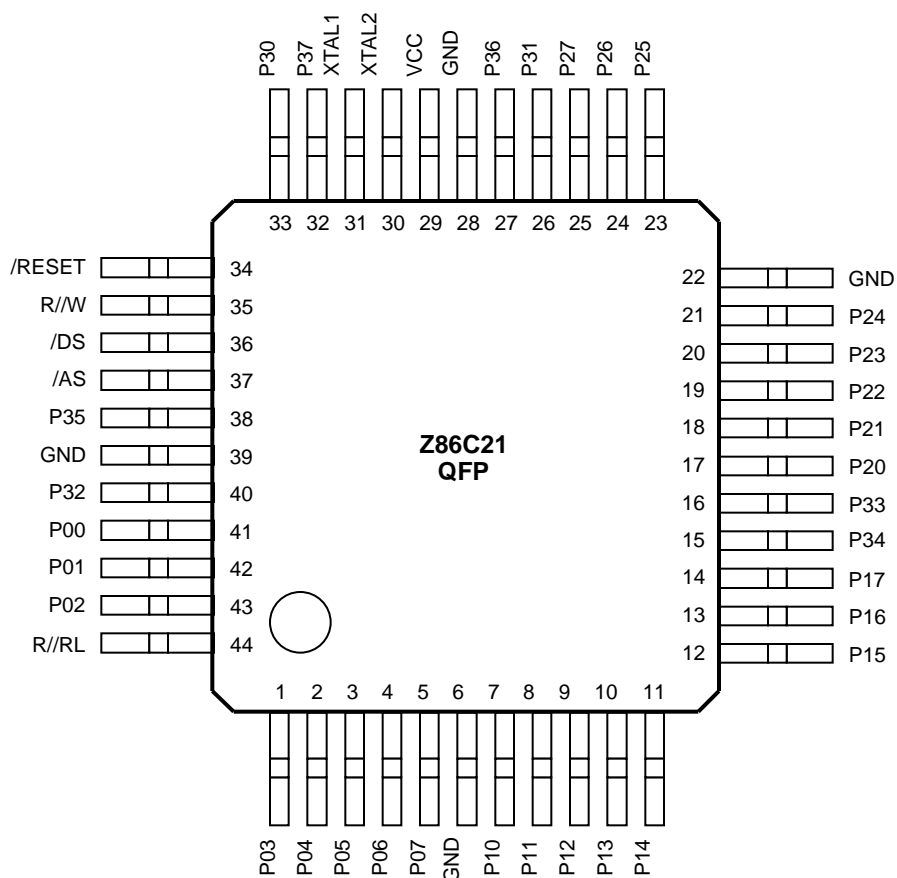 P30
P37
XTAL1
XTAL2
VCC
GND
P36
P31
P27
P26
P25
33 32 31 30 29 28 27 26 25 24 23
/RESET 34
R//W 35
/DS 36
/AS 37
P35 38
GND 39
P32 40
P00 41
P01 42
P02 43
R//RL 44
Z86C21
QFP
22 GND
21 P24
20 P23
19 P22
18 P21
17 P20
16 P33
15 P34
14 P17
13 P16
12 P15
1 2 3 4 5 6 7 8 9 10 11
P03
P04
P05
P06
P07
GND
P10
P11
P12
P13
P14